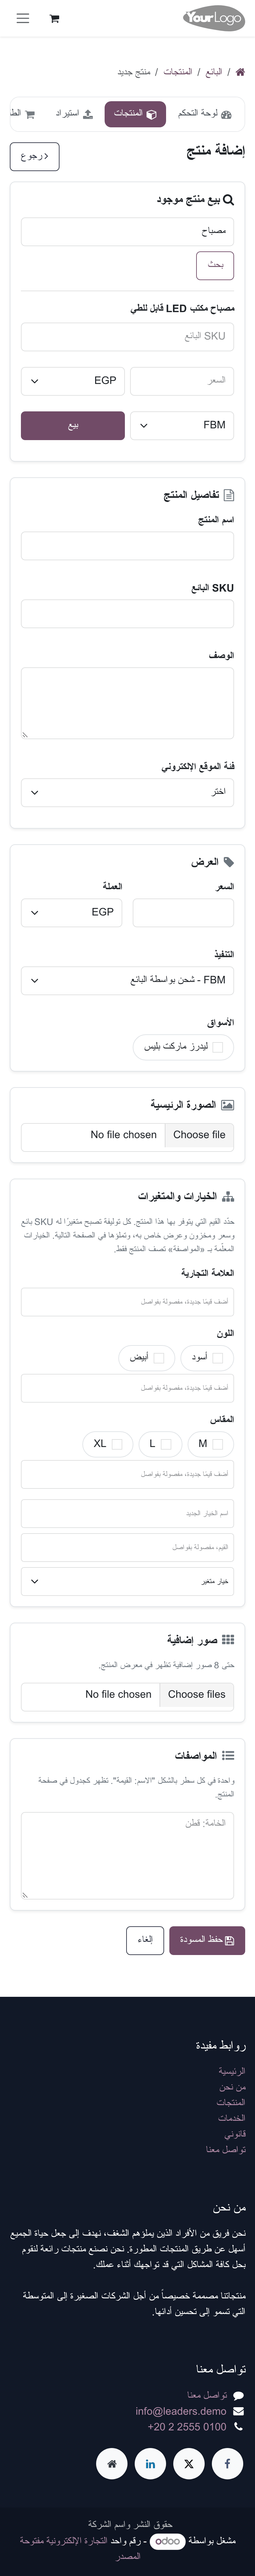 YourLogo
البائع / المنتجات / منتج جديد
لوحة التحكم المنتجات استيراد
إضافة منتج
رجوع
بيع منتج موجود
مصباح
بحث
مصباح مكتب LED قابل للطي
SKU البائع
السعر EGP
FBM بيع
تفاصيل المنتج
اسم المنتج
SKU البائع
الوصف
فئة الموقع الإلكتروني
اختر
العرض
السعر العملة
EGP
التنفيذ
FBM - شحن بواسطة البائع
الأسواق
ليدرز ماركت بليس
الصورة الرئيسية
Choose file No file chosen
الخيارات والمتغيرات
حدّد القيم التي يتوفر بها هذا المنتج. كل توليفة تصبح متغيرًا له SKU بائع
وسعر ومخزون وعرض خاص به، وتملؤها في الصفحة التالية. الخيارات
المعلّمة بـ «المواصفة» تصف المنتج فقط.
العلامة التجارية
أضف قيمًا جديدة، مفصولة بفواصل
اللون
أسود أبيض
أضف قيمًا جديدة، مفصولة بفواصل
المقاس
M L XL
أضف قيمًا جديدة، مفصولة بفواصل
اسم الخيار الجديد
القيم، مفصولة بفواصل
خيار متغير
صور إضافية
حتى 8 صور إضافية تظهر في معرض المنتج.
Choose files No file chosen
المواصفات
واحدة في كل سطر بالشكل "الاسم: القيمة". تظهر كجدول في صفحة
المنتج.
الخامة: قطن
حفظ المسودة إلغاء
روابط مفيدة
الرئيسية
من نحن
المنتجات
الخدمات
قانوني
تواصل معنا
من نحن
نحن فريق من الأفراد الذين يملؤهم الشغف، نهدف إلى جعل حياة الجميع
أسهل عن طريق المنتجات المطورة. نحن نصنع منتجات رائعة لنقوم
بحل كافة المشاكل التي قد تواجهك أثناء عملك.
منتجاتنا مصممة خصيصاً من أجل الشركات الصغيرة إلى المتوسطة
التي تسمو إلى تحسين أدائها.
تواصل معنا
تواصل معنا
info@leaders.demo
+20 2 2555 0100
حقوق النشر واسم الشركة
مشغل بواسطة odoo - رقم واحد التجارة الإلكترونية مفتوحة
المصدر